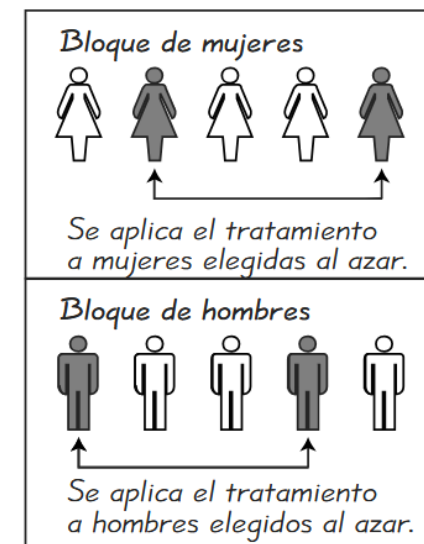 Bloque de mujeres
Se aplica el tratamiento
a mujeres elegidas al azar.
Bloque de hombres
Se aplica el tratamiento
a hombres elegidos al azar.